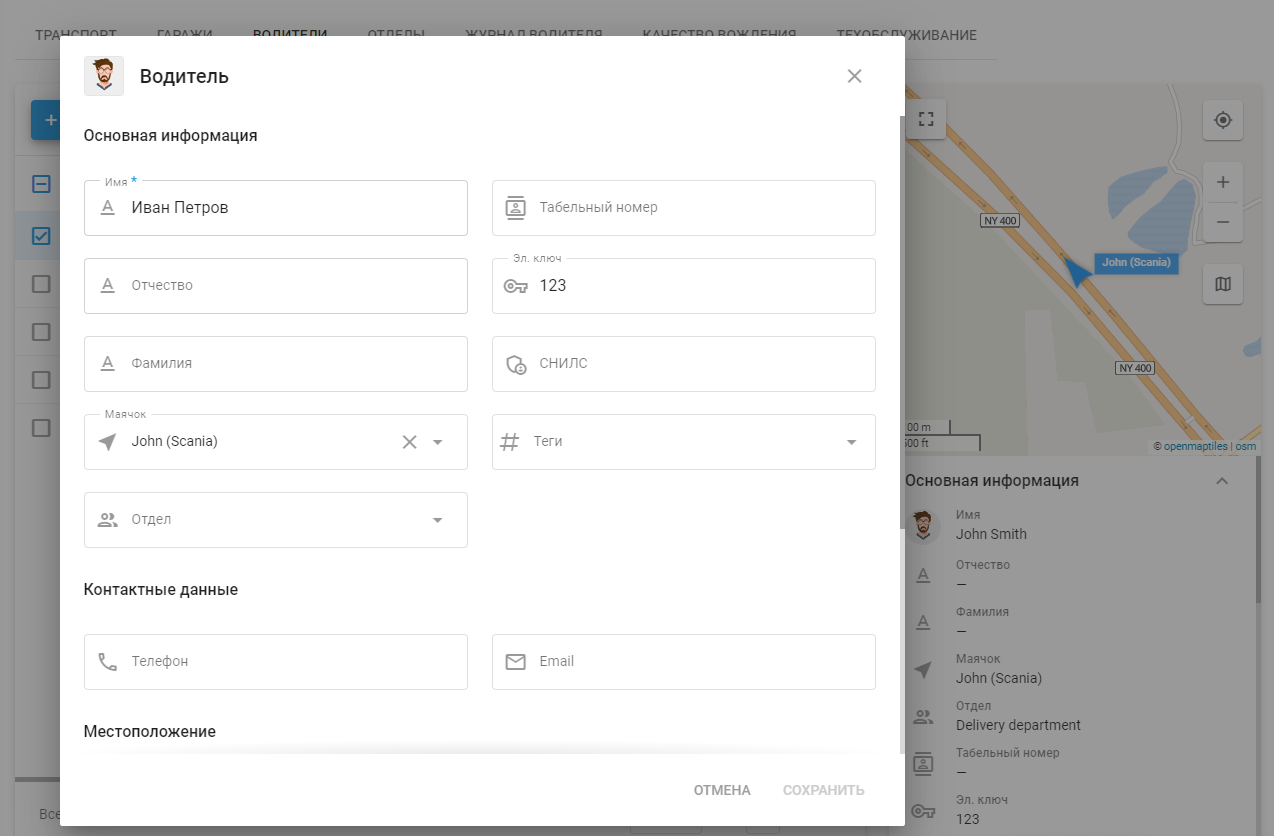 ТРАНСПОРТ ГАРАЖИ ВОДИТЕЛИ ОТДЕЛЫ ЖУРНАЛ ВОДИТЕЛЯ КАЧЕСТВО ВОЖДЕНИЯ ТЕХОБСЛУЖИВАНИЕ
Водитель
Основная информация
Имя *
Иван Петров
Табельный номер
Отчество
Эл. ключ
123
Фамилия
СНИЛС
Маячок
John (Scania)
Теги
Отдел
Контактные данные
Телефон
Email
Местоположение
ОТМЕНА СОХРАНИТЬ
Все
NY 400
John (Scania)
NY 400
00 m
500 ft
© openmaptiles | osm
Основная информация
Имя
John Smith
Отчество
—
Фамилия
—
Маячок
John (Scania)
Отдел
Delivery department
Табельный номер
—
Эл. ключ
123